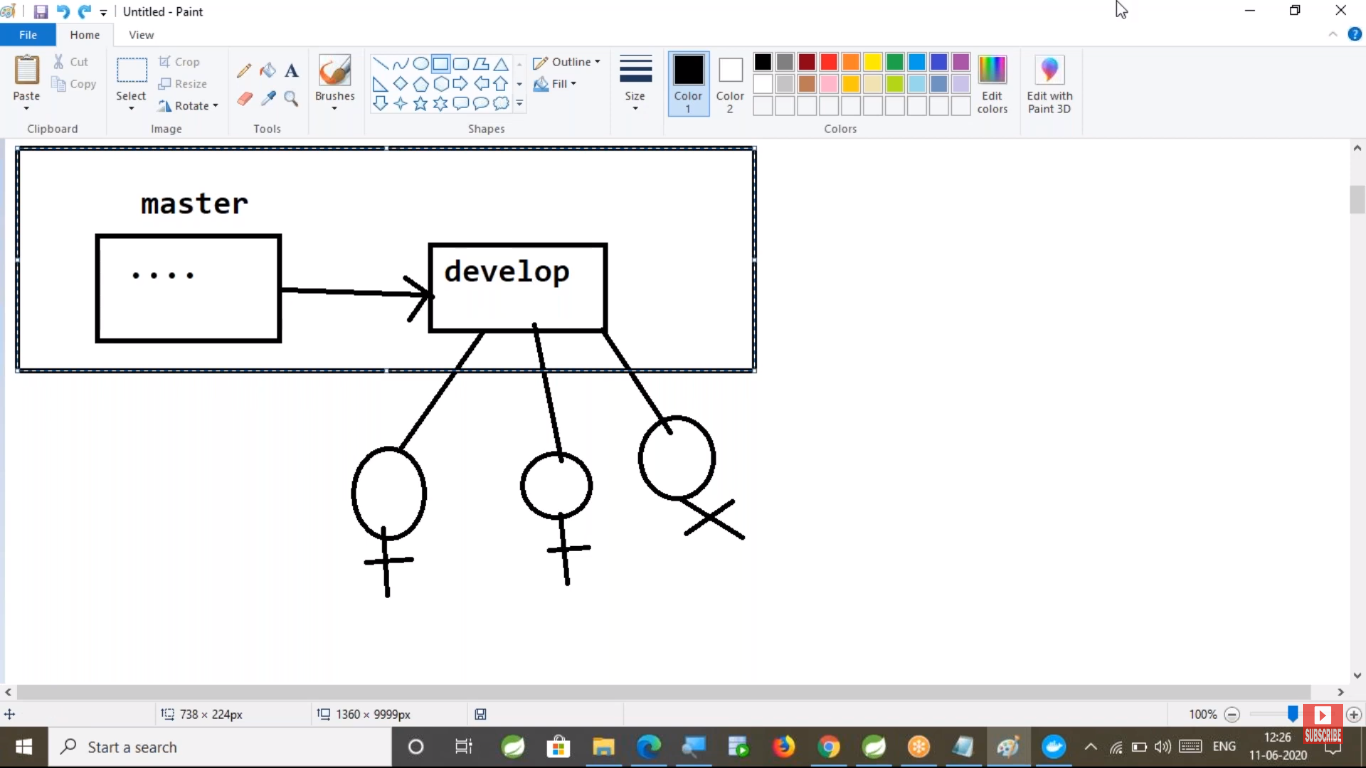 Untitled - Paint
File Home View
Paste
Cut
Copy
Clipboard
Select
Crop
Resize
Rotate
Image
A
Tools
Brushes
Shapes
Outline
Fill
Size
Color 1
Color 2
Edit colors
Colors
Edit with Paint 3D
master
....
develop
738 × 224px
1360 × 9999px
100%
Start a search
ENG
12:26
11-06-2020
SUBSCRIBE